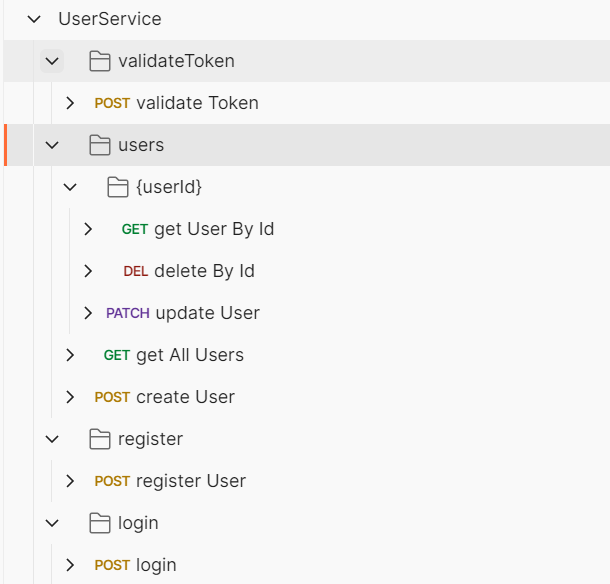 UserService
validateToken
POST validate Token
users
{userId}
GET get User By Id
DEL delete By Id
PATCH update User
GET get All Users
POST create User
register
POST register User
login
POST login